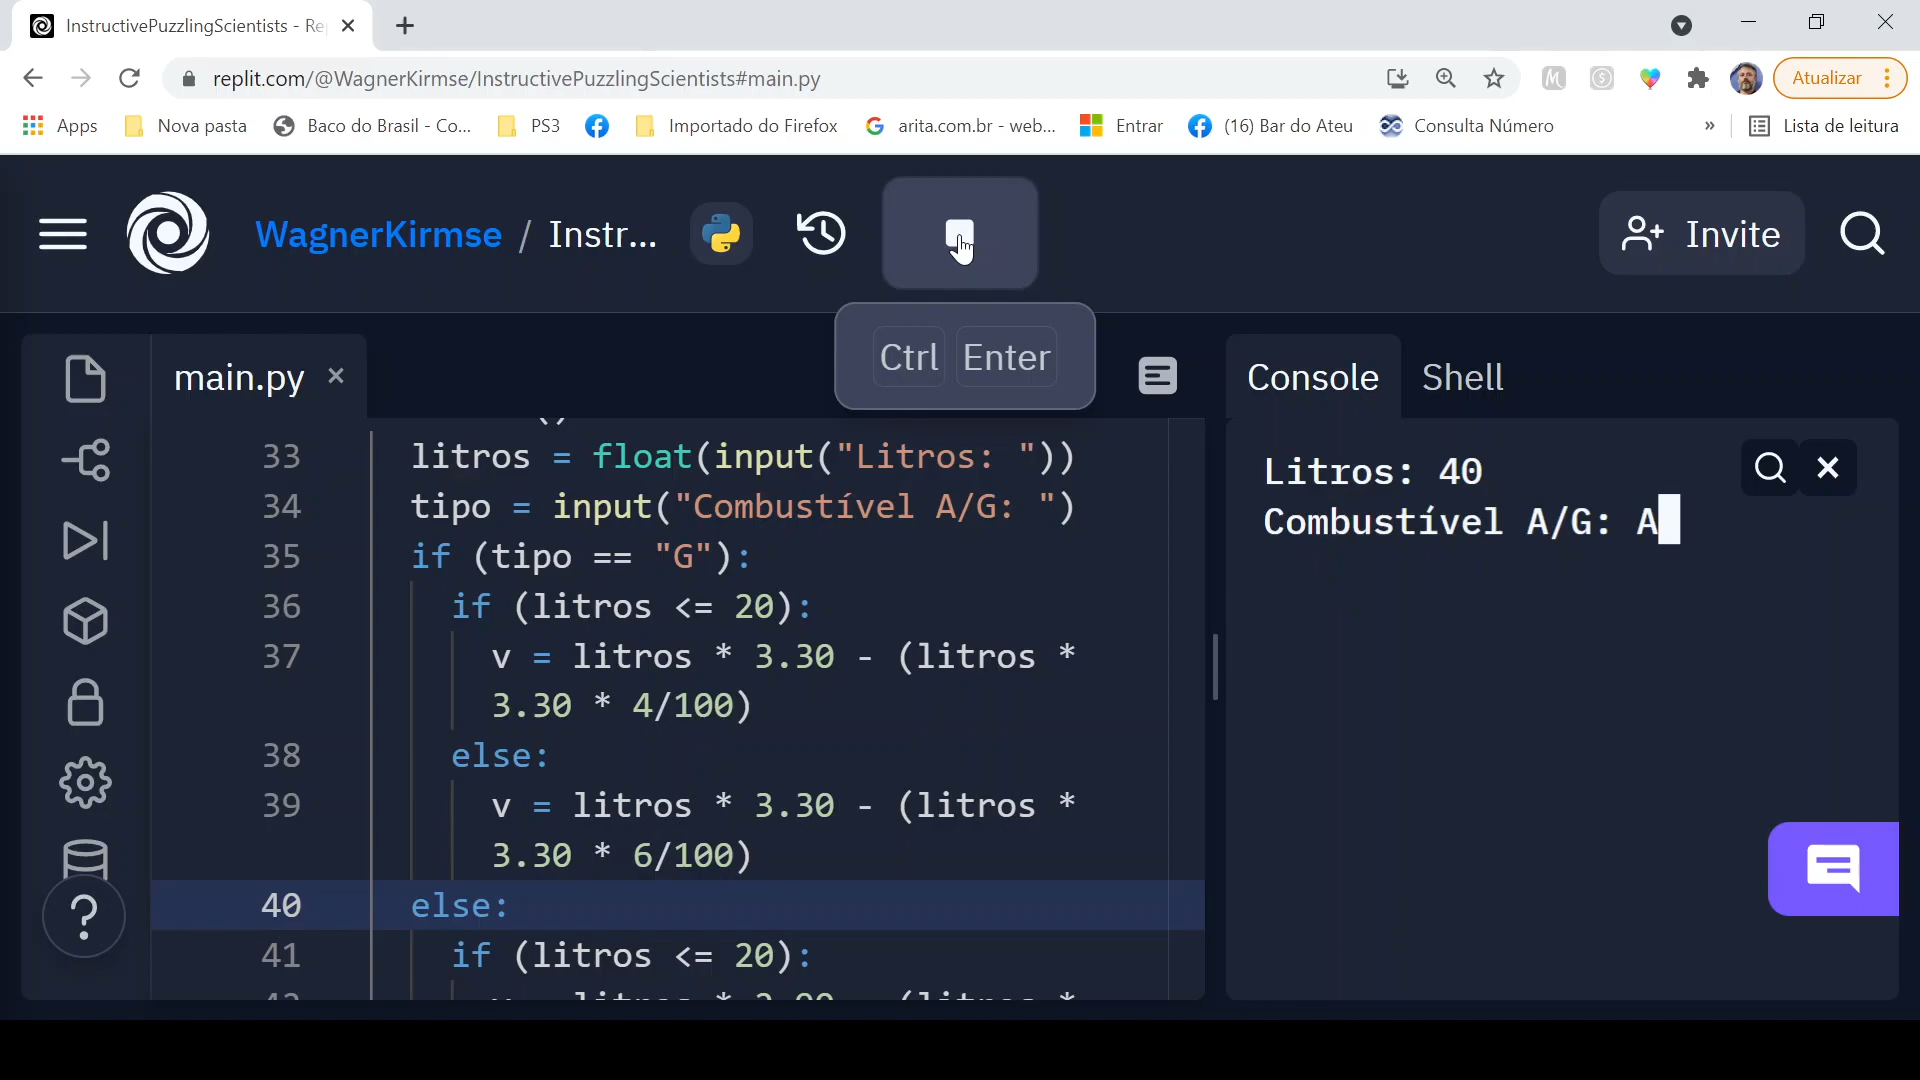 InstructivePuzzlingScientists - Re
replit.com/@WagnerKirmse/InstructivePuzzlingScientists#main.py
Atualizar
Apps
Nova pasta
Baco do Brasil - Co...
PS3
Importado do Firefox
arita.com.br - web...
Entrar
(16) Bar do Ateu
Consulta Número
»
Lista de leitura
WagnerKirmse / Instr...
Invite
Ctrl Enter
main.py
Console
Shell
33 litros = float(input("Litros: "))
34 tipo = input("Combustível A/G: ")
35 if (tipo == "G"):
36 if (litros <= 20):
37 v = litros * 3.30 - (litros *
3.30 * 4/100)
38 else:
39 v = litros * 3.30 - (litros *
3.30 * 6/100)
40 else:
41 if (litros <= 20):
Litros: 40
Combustível A/G: A